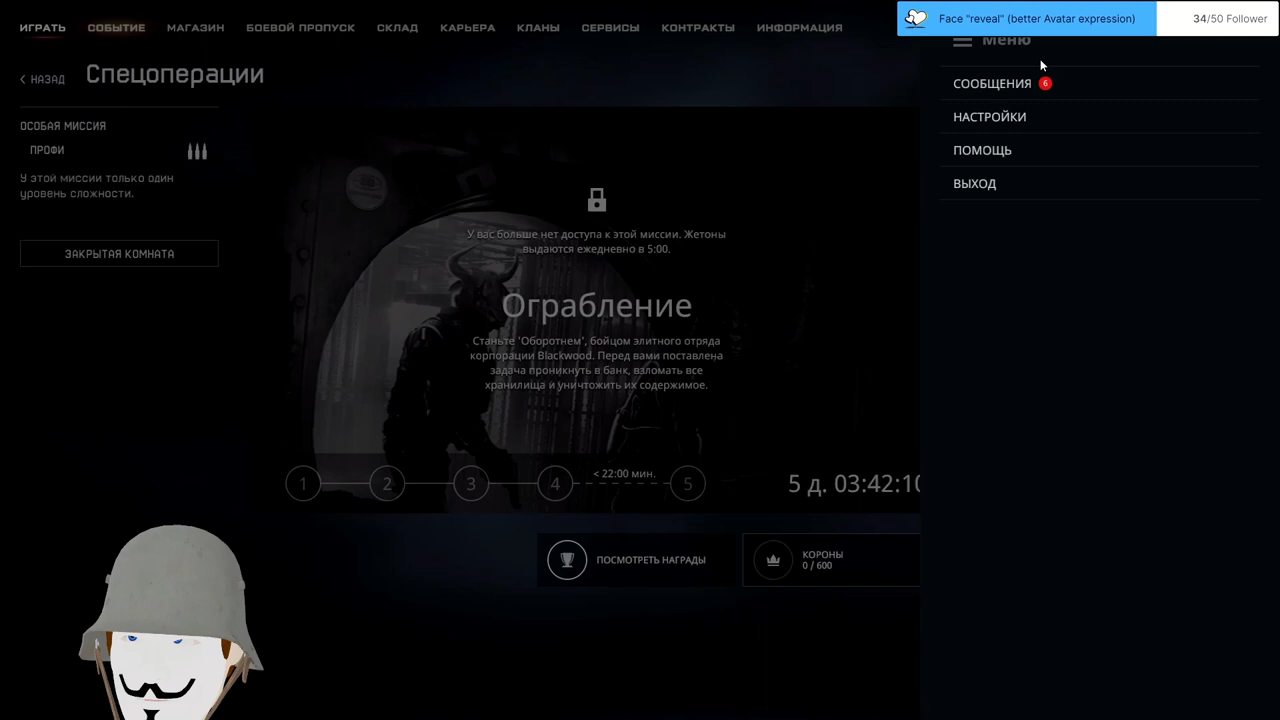 ИГРАТЬ СОБЫТИЕ МАГАЗИН БОЕВОЙ ПРОПУСК СКЛАД КАРЬЕРА КЛАНЫ СЕРВИСЫ КОНТРАКТЫ ИНФОРМАЦИЯ
Face "reveal" (better Avatar expression) 34/50 Follower
Меню
НАЗАД Спецоперации
СООБЩЕНИЯ 6
НАСТРОЙКИ
ПОМОЩЬ
ВЫХОД
ОСОБАЯ МИССИЯ
ПРОФИ
У этой миссии только один
уровень сложности.
ЗАКРЫТАЯ КОМНАТА
У вас больше нет доступа к этой миссии. Жетоны
выдаются ежедневно в 5:00.
Ограбление
Станьте 'Оборотнем', бойцом элитного отряда
корпорации Blackwood. Перед вами поставлена
задача проникнуть в банк, взломать все
хранилища и уничтожить их содержимое.
1 2 3 4 < 22:00 мин. 5
5 д. 03:42:10
ПОСМОТРЕТЬ НАГРАДЫ
КОРОНЫ
0 / 600